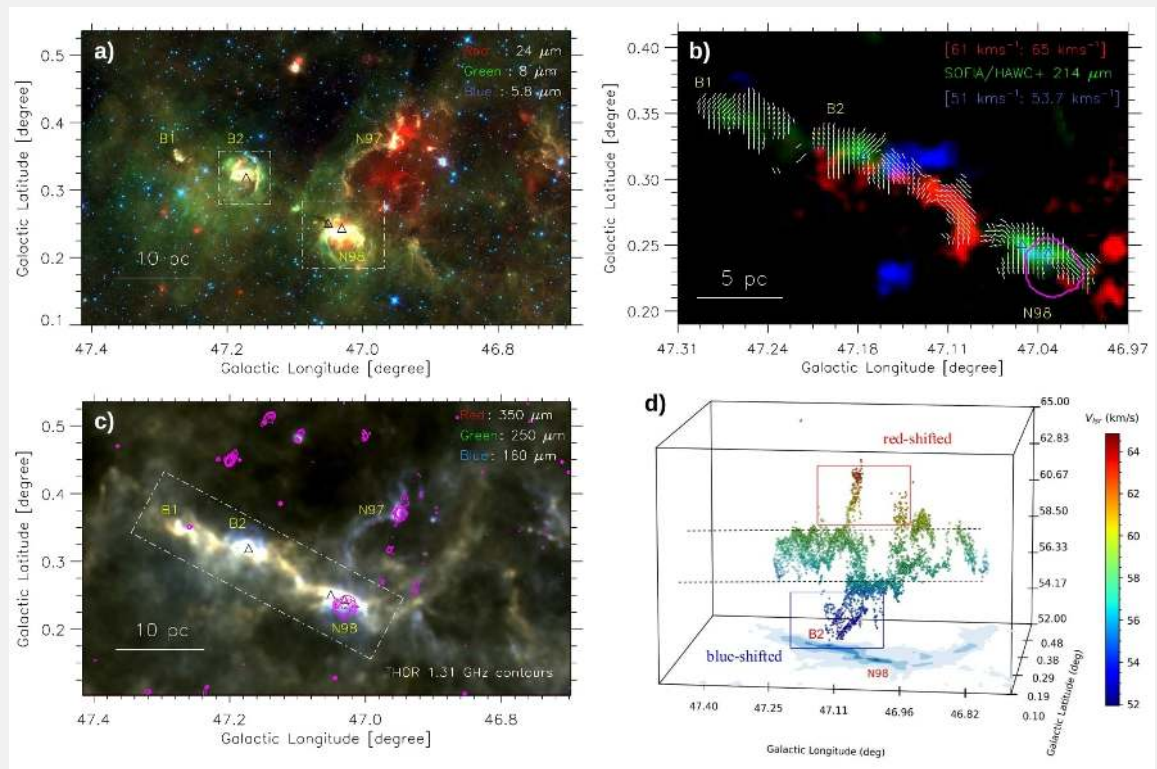 a)
Red : 24 μm
Green : 8 μm
Blue : 5.8 μm
B1
B2
N97
N98
10 pc
0.5
0.4
0.3
0.2
0.1
Galactic Latitude [degree]
47.4 47.2 47.0 46.8
Galactic Longitude [degree]
b)
[61 kms⁻¹: 65 kms⁻¹]
SOFIA/HAWC+ 214 μm
[51 kms⁻¹: 53.7 kms⁻¹]
B1
B2
N98
5 pc
0.40
0.35
0.30
0.25
0.20
Galactic Latitude [degree]
47.31 47.24 47.18 47.11 47.04 46.97
Galactic Longitude [degree]
c)
Red: 350 μm
Green: 250 μm
Blue: 160 μm
B1
B2
N97
N98
10 pc
THOR 1.31 GHz contours
0.5
0.4
0.3
0.2
Galactic Latitude [degree]
47.4 47.2 47.0 46.8
Galactic Longitude [degree]
d)
red-shifted
blue-shifted
B2
N98
65.00
62.83
60.67
58.50
56.33
54.17
52.00
0.48
0.38
0.29
0.19
0.10
Galactic Latitude (deg)
47.40 47.25 47.11 46.96 46.82
Galactic Longitude (deg)
Vlsr (km/s)
64
62
60
58
56
54
52